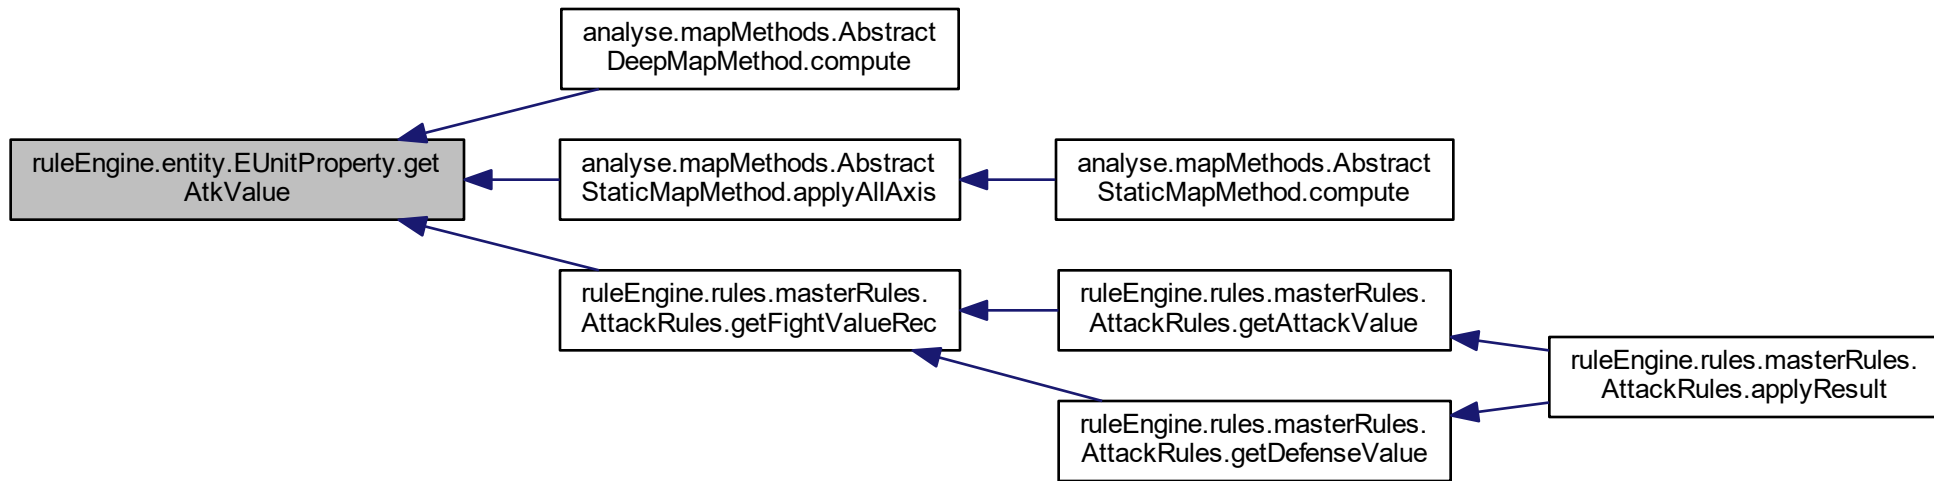 analyse.mapMethods.Abstract
DeepMapMethod.compute
ruleEngine.entity.EUnitProperty.get
AtkValue
analyse.mapMethods.Abstract
StaticMapMethod.applyAllAxis
analyse.mapMethods.Abstract
StaticMapMethod.compute
ruleEngine.rules.masterRules.
AttackRules.getFightValueRec
ruleEngine.rules.masterRules.
AttackRules.getAttackValue
ruleEngine.rules.masterRules.
AttackRules.applyResult
ruleEngine.rules.masterRules.
AttackRules.getDefenseValue